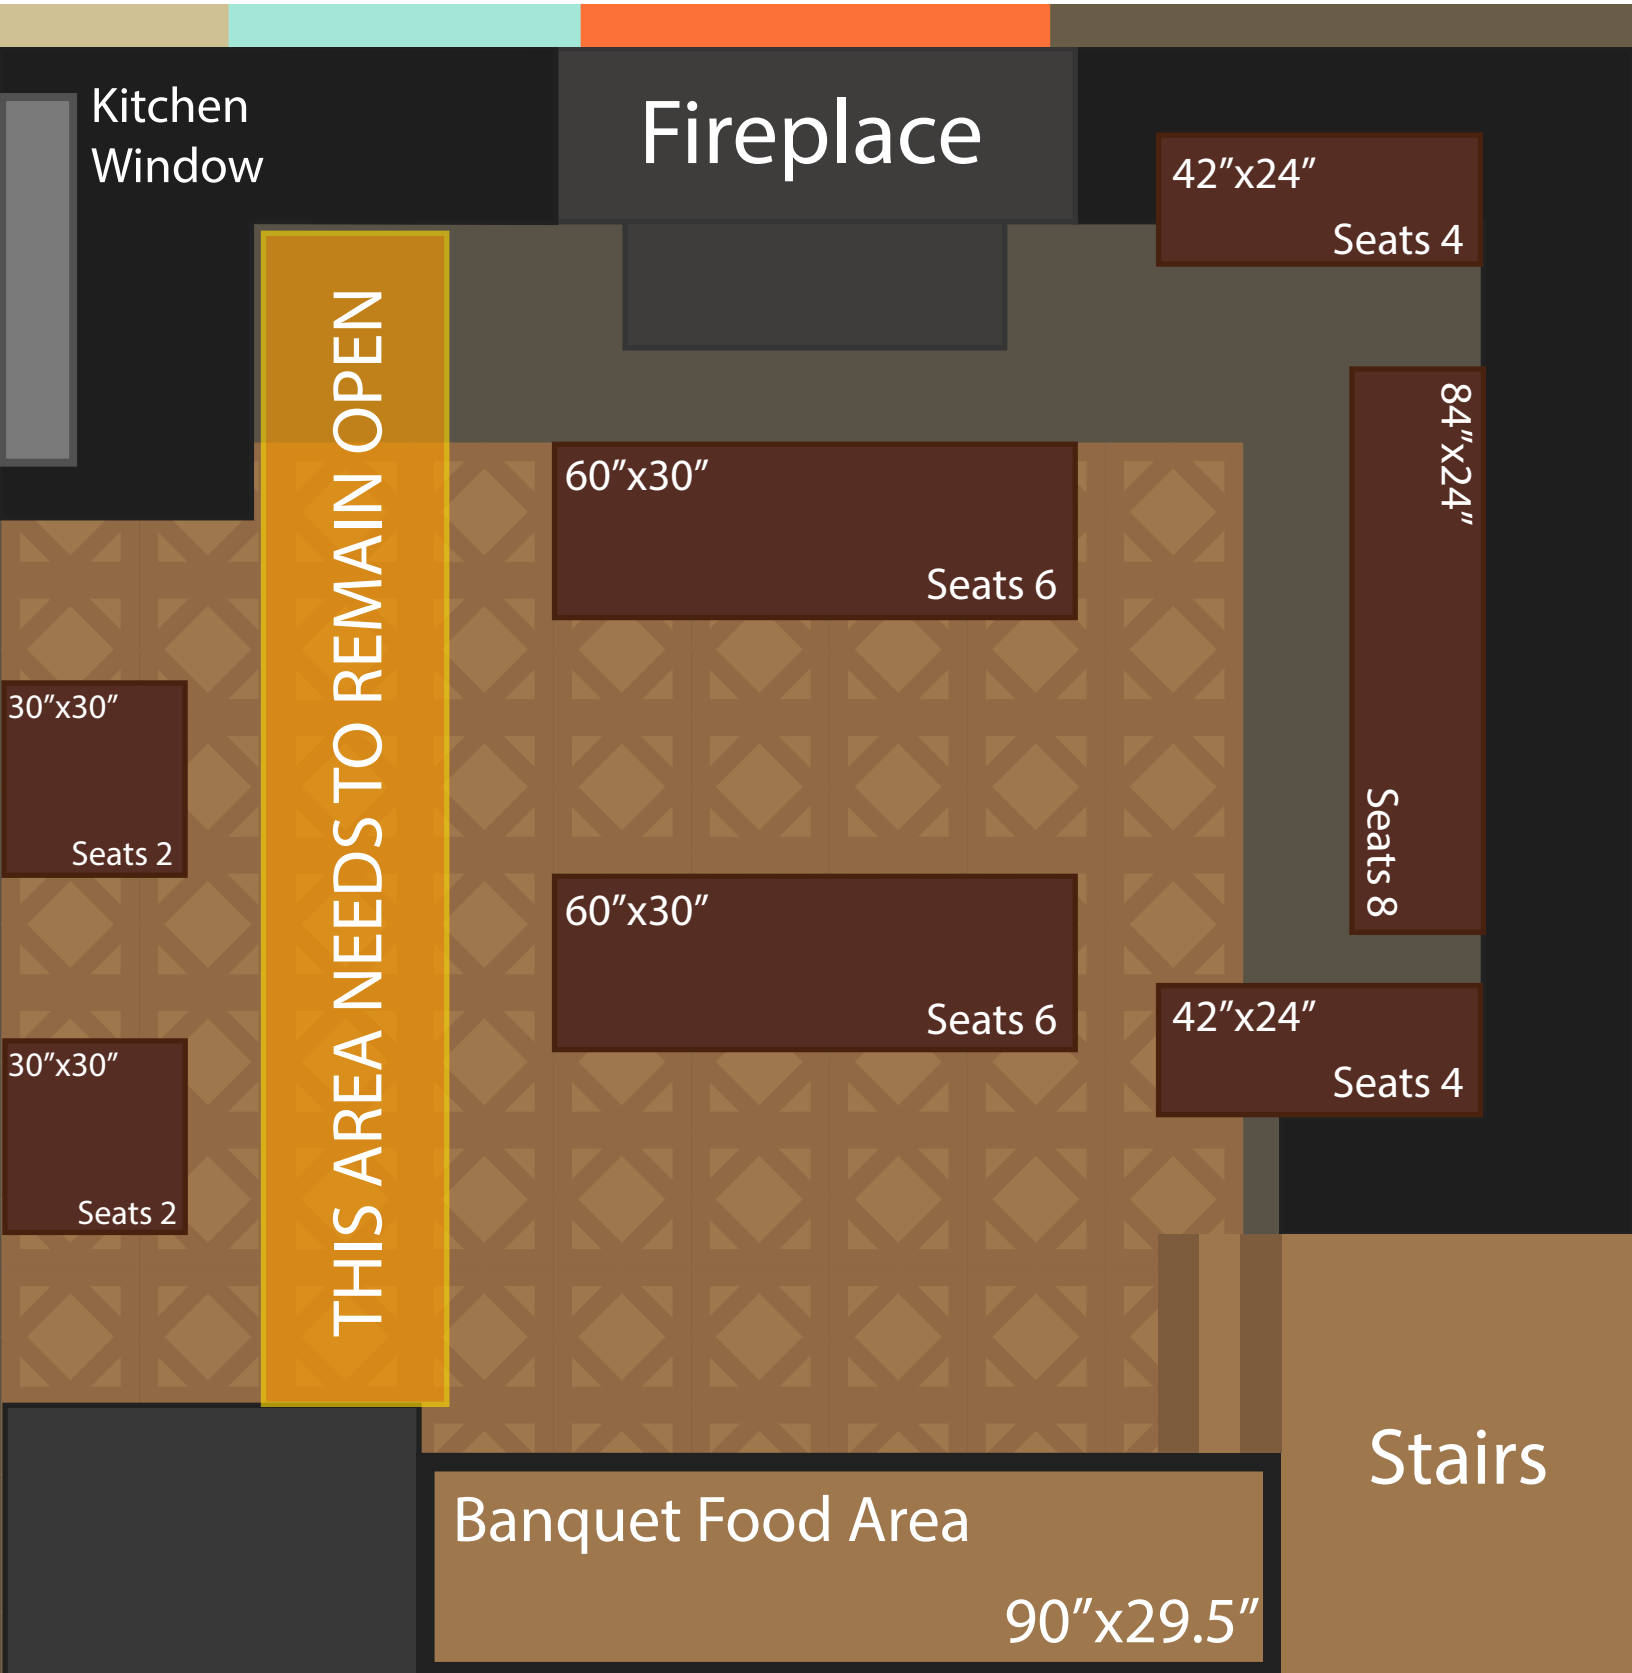 Kitchen
Window
Fireplace
42”x24”
Seats 4
THIS AREA NEEDS TO REMAIN OPEN
60”x30”
Seats 6
84”x24”
Seats 8
30”x30”
Seats 2
60”x30”
Seats 6
42”x24”
Seats 4
30”x30”
Seats 2
Stairs
Banquet Food Area
90”x29.5”